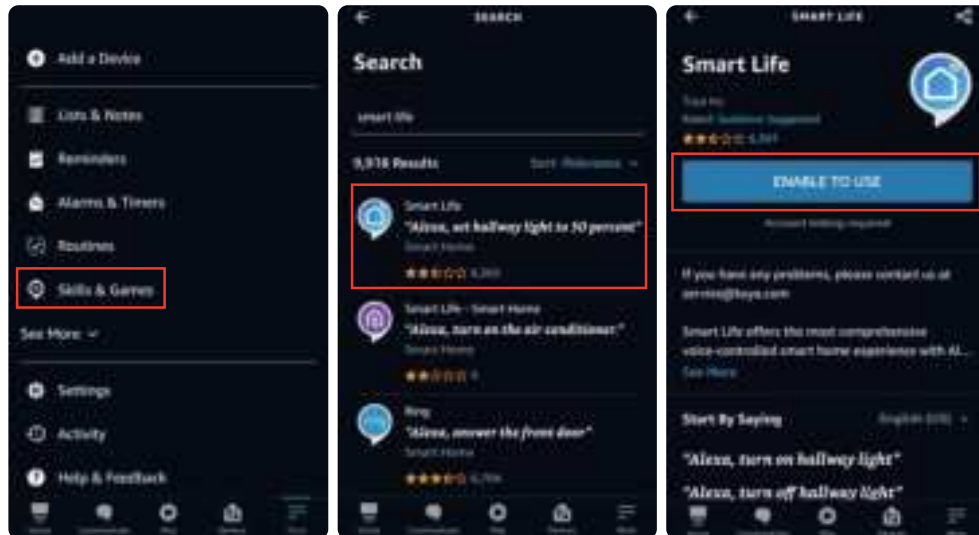 Add a Device
Lists & Notes
Reminders
Alarms & Timers
Routines
Skills & Games
See More
Settings
Activity
Help & Feedback
SEARCH
Search
smart life
9,978 Results
Sort: Relevance
Smart Life
"Alexa, set hallway light to 50 percent"
Smart Home
Smart Life - Smart Home
"Alexa, turn on the air conditioner."
Smart Home
Ring
"Alexa, answer the front door"
Smart Home
SMART LIFE
Smart Life
ENABLE TO USE
Account linking required
If you have any problems, please contact us at
service@tuya.com
Smart Life offers the most comprehensive
voice-controlled smart home experience with Al...
See More
Start By Saying
English (US)
"Alexa, turn on hallway light"
"Alexa, turn off hallway light"